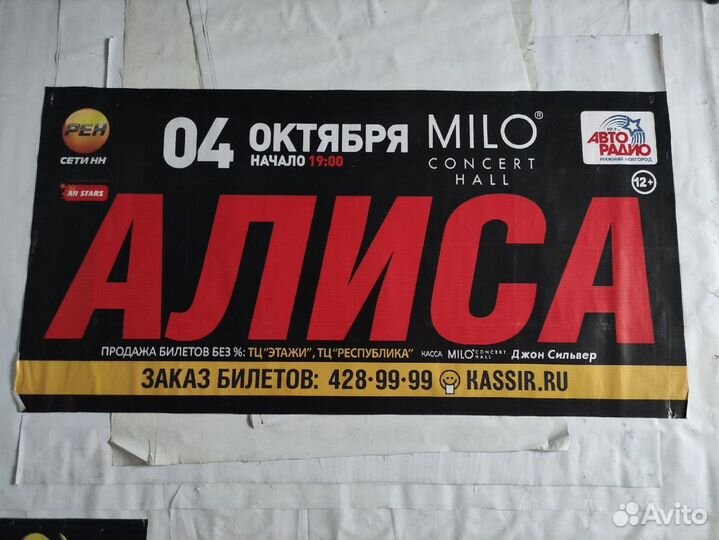 РЕН
СЕТИ НН
04 ОКТЯБРЯ
НАЧАЛО 19:00
MILO®
CONCERT
HALL
АВТО
РАДИО
НИЖНИЙ НОВГОРОД
12+
All STARS
АЛИСА
ПРОДАЖА БИЛЕТОВ БЕЗ %: ТЦ "ЭТАЖИ", ТЦ "РЕСПУБЛИКА" КАССА MILO CONCERT HALL Джон Сильвер
ЗАКАЗ БИЛЕТОВ: 428·99·99 KASSIR.RU
Avito